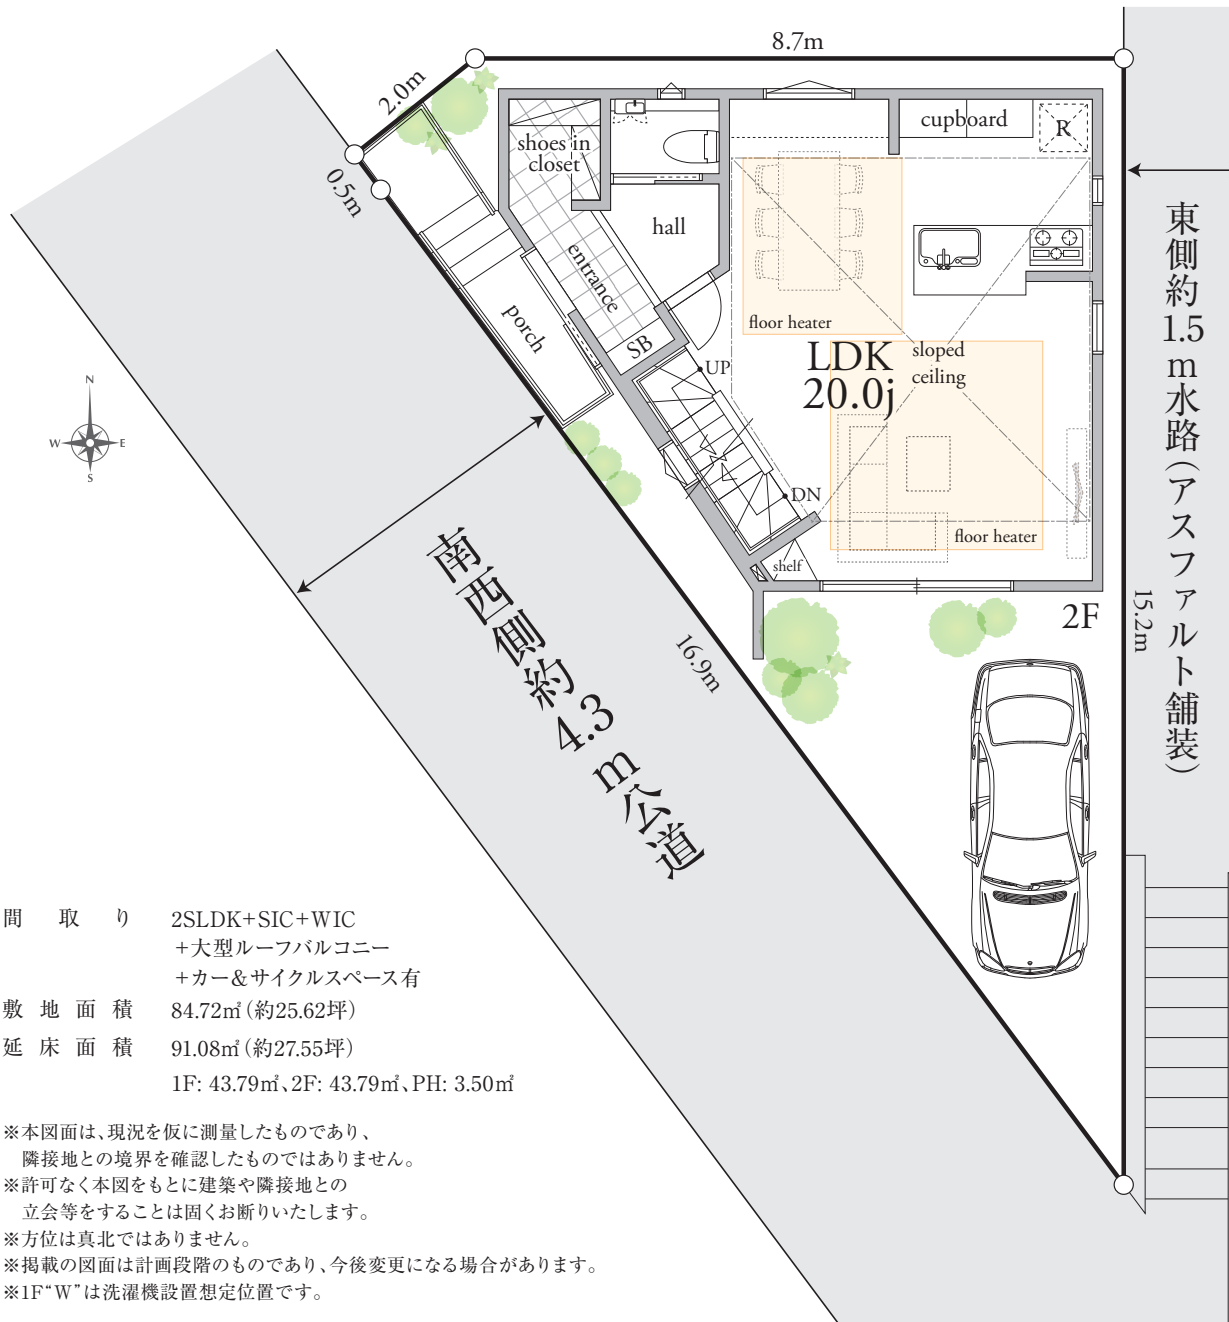 8.7m
2.0m
0.5m
shoes in
closet
cupboard
R
hall
entrance
porch
SB
floor heater
LDK
20.0j
sloped
ceiling
UP
DN
floor heater
shelf
2F
N
W
E
S
東側約1.5m水路(アスファルト舗装)
15.2m
16.9m
南西側約4.3m公道
間取り 2SLDK+SIC+WIC
+大型ルーフバルコニー
+カー&サイクルスペース有
敷地面積 84.72㎡(約25.62坪)
延床面積 91.08㎡(約27.55坪)
1F: 43.79㎡、2F: 43.79㎡、PH: 3.50㎡
※本図面は、現況を仮に測量したものであり、
隣接地との境界を確認したものではありません。
※許可なく本図をもとに建築や隣接地との
立会等をすることは固くお断りいたします。
※方位は真北ではありません。
※掲載の図面は計画段階のものであり、今後変更になる場合があります。
※1F“W”は洗濯機設置想定位置です。